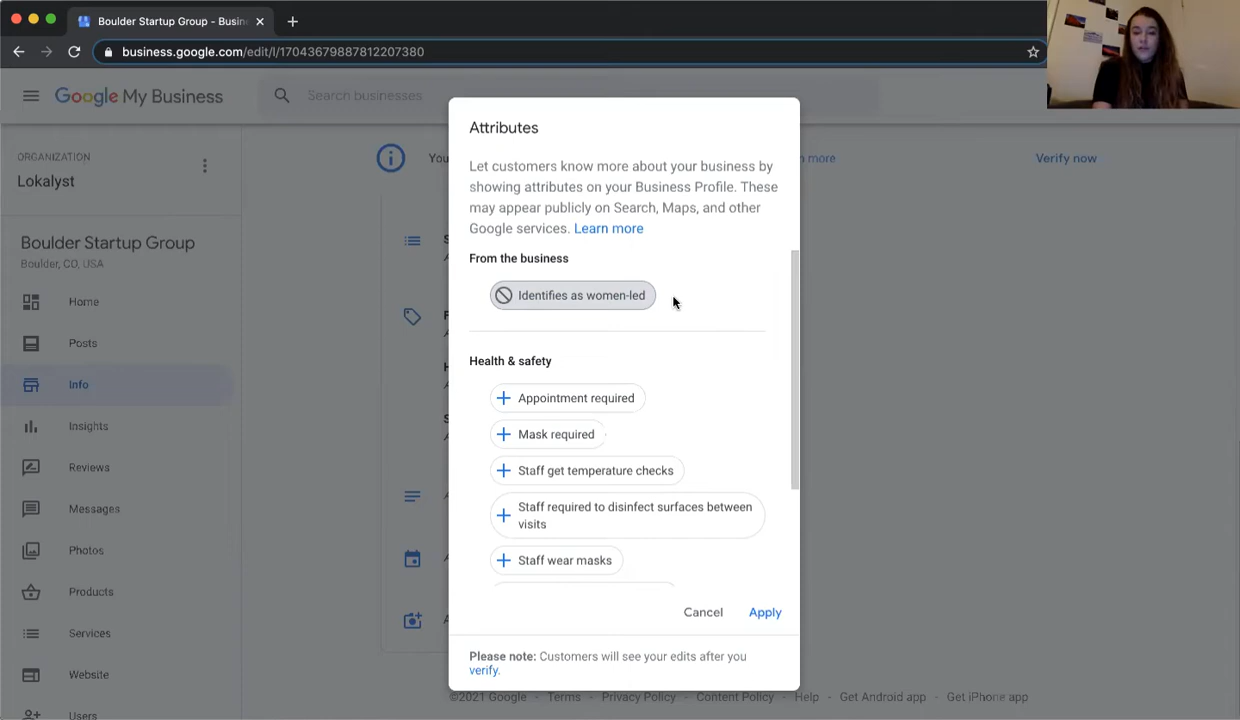 Boulder Startup Group - Busin
business.google.com/edit/l/17043679887812207380
Google My Business
Search businesses
ORGANIZATION
Lokalyst
Boulder Startup Group
Boulder, CO, USA
Home
Posts
Info
Insights
Reviews
Messages
Photos
Products
Services
Website
Users
You
n more
Verify now
Attributes
Let customers know more about your business by
showing attributes on your Business Profile. These
may appear publicly on Search, Maps, and other
Google services. Learn more
From the business
Identifies as women-led
Health & safety
Appointment required
Mask required
Staff get temperature checks
Staff required to disinfect surfaces between
visits
Staff wear masks
Cancel
Apply
Please note: Customers will see your edits after you
verify.
©2021 Google - Terms - Privacy Policy - Content Policy - Help - Get Android app - Get iPhone app